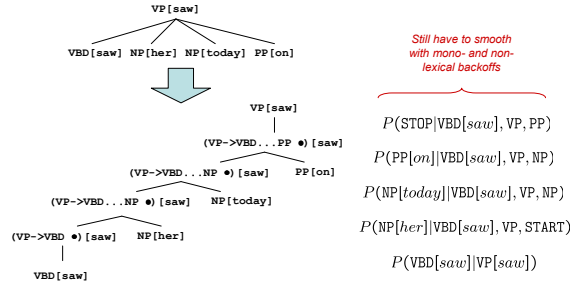 VP[saw]
VBD[saw] NP[her] NP[today] PP[on]
Still have to smooth
with mono- and non-
lexical backoffs
VP[saw]
(VP->VBD...PP ●)[saw]
(VP->VBD...NP ●)[saw] PP[on]
(VP->VBD...NP ●)[saw] NP[today]
(VP->VBD ●)[saw] NP[her]
VBD[saw]
P(STOP|VBD[saw], VP, PP)
P(PP[on]|VBD[saw], VP, NP)
P(NP[today]|VBD[saw], VP, NP)
P(NP[her]|VBD[saw], VP, START)
P(VBD[saw]|VP[saw])